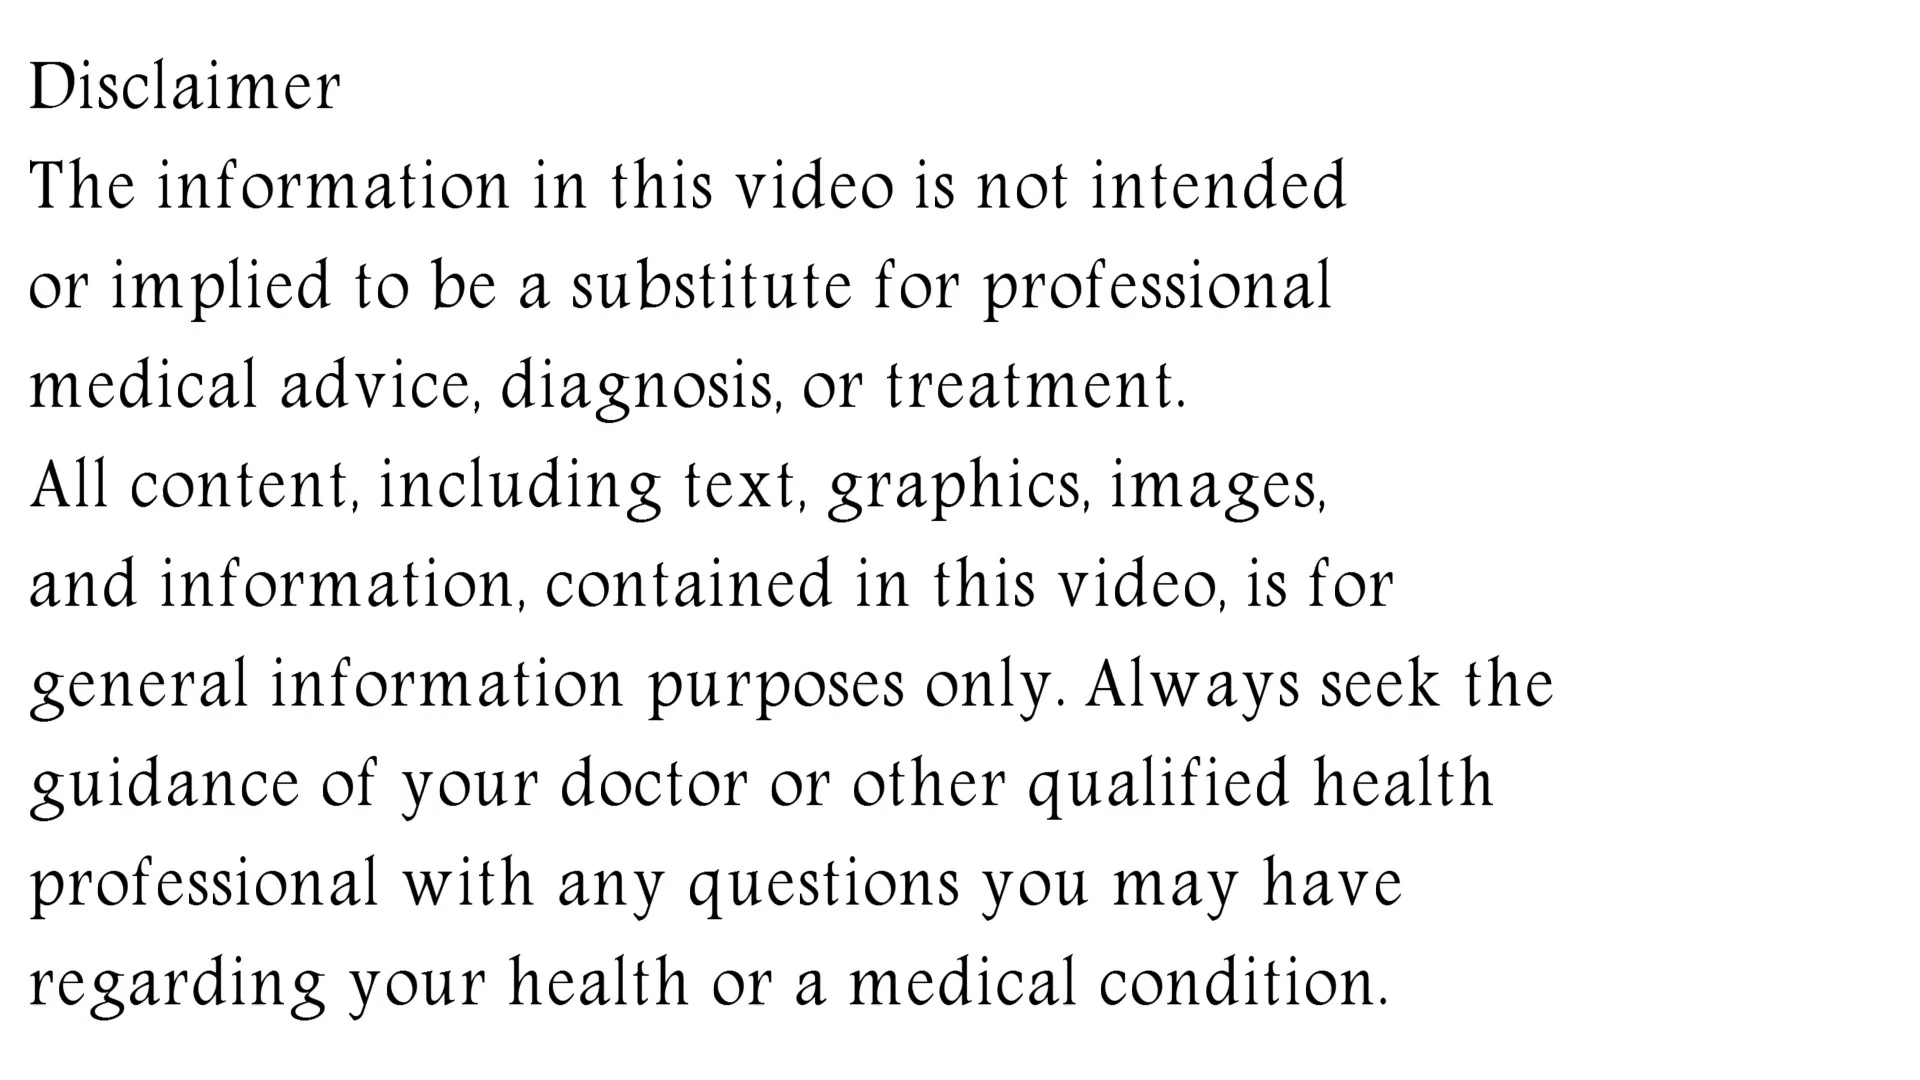 Disclaimer
The information in this video is not intended
or implied to be a substitute for professional
medical advice, diagnosis, or treatment.
All content, including text, graphics, images,
and information, contained in this video, is for
general information purposes only. Always seek the
guidance of your doctor or other qualified health
professional with any questions you may have
regarding your health or a medical condition.